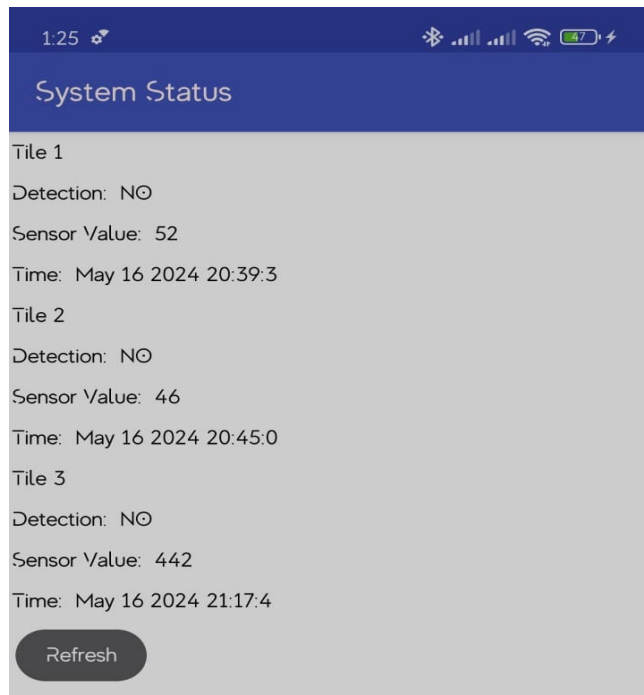 1:25
47
System Status
Tile 1
Detection: NO
Sensor Value: 52
Time: May 16 2024 20:39:3
Tile 2
Detection: NO
Sensor Value: 46
Time: May 16 2024 20:45:0
Tile 3
Detection: NO
Sensor Value: 442
Time: May 16 2024 21:17:4
Refresh